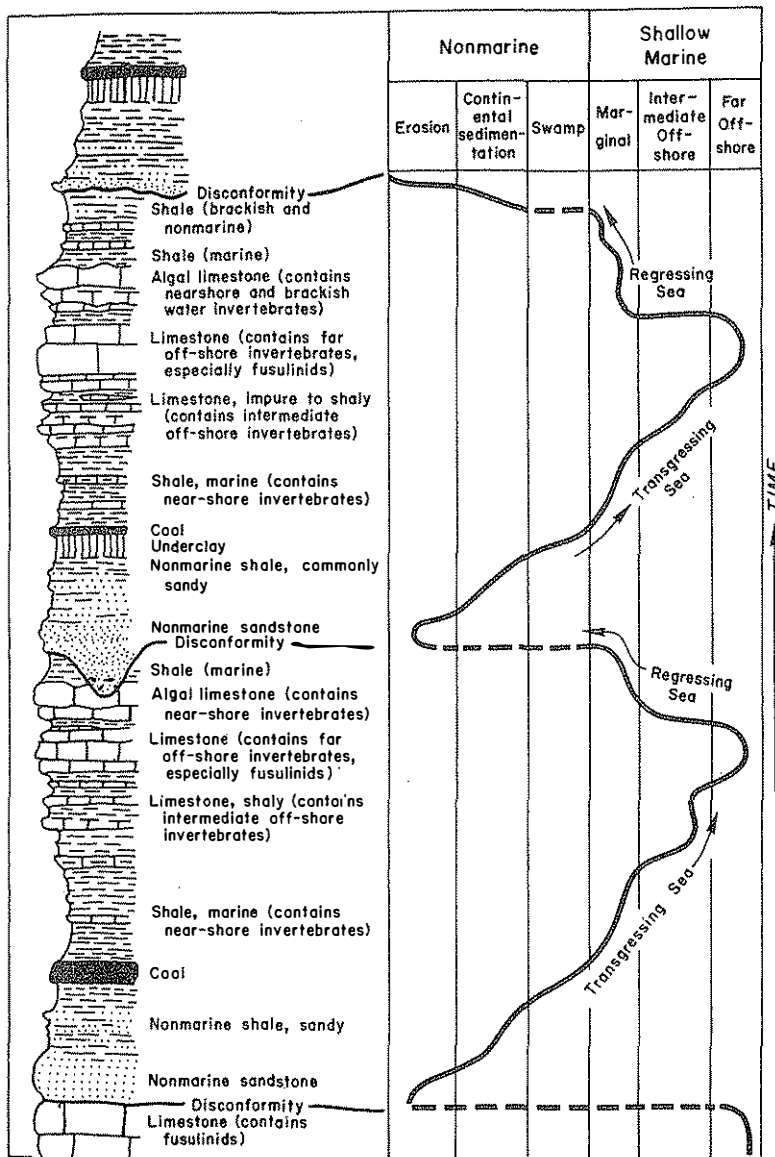 Nonmarine
Shallow
Marine
Erosion
Contin-
ental
sedimen-
tation
Swamp
Mar-
ginal
Inter-
mediate
Off-
shore
Far
Off-
shore
Disconformity
Shale (brackish and
nonmarine)
Shale (marine)
Algal limestone (contains
nearshore and brackish
water invertebrates)
Limestone (contains far
off-shore invertebrates,
especially fusulinids)
Limestone, impure to shaly
(contains intermediate
off-shore invertebrates)
Shale, marine (contains
near-shore invertebrates)
Coal
Underclay
Nonmarine shale, commonly
sandy
Nonmarine sandstone
Disconformity
Shale (marine)
Algal limestone (contains
near-shore invertebrates)
Limestone (contains far
off-shore invertebrates,
especially fusulinids)
Limestone, shaly (contains
intermediate off-shore
invertebrates)
Shale, marine (contains
near-shore invertebrates)
Coal
Nonmarine shale, sandy
Nonmarine sandstone
Disconformity
Limestone (contains
fusulinids)
Regressing
Sea
Transgressing
Sea
Regressing
Sea
Transgressing Sea
TIME